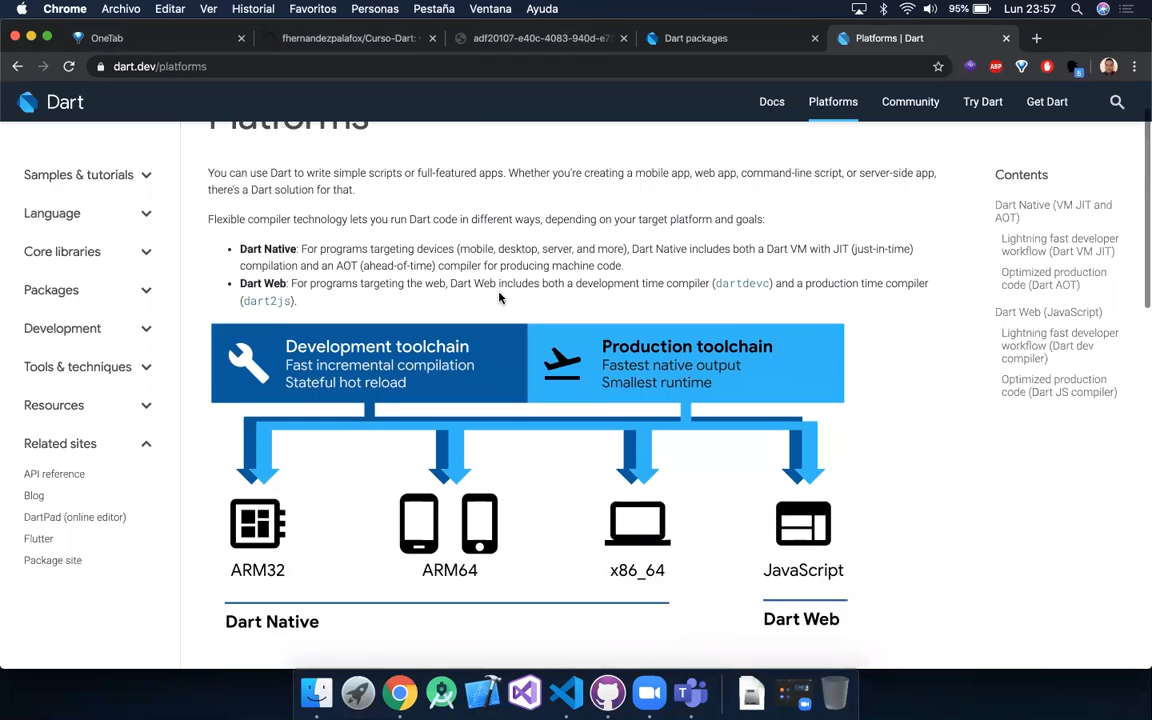 Chrome Archivo Editar Ver Historial Favoritos Personas Pestaña Ventana Ayuda 95% Lun 23:57
OneTab
fhernandezpalafox/Curso-Dart:
adf20107-e40c-4083-940d-e7
Dart packages
Platforms | Dart
dart.dev/platforms
ABP
8
Dart
Docs Platforms Community Try Dart Get Dart
Platforms
Samples & tutorials
Language
Core libraries
Packages
Development
Tools & techniques
Resources
Related sites
API reference
Blog
DartPad (online editor)
Flutter
Package site
You can use Dart to write simple scripts or full-featured apps. Whether you're creating a mobile app, web app, command-line script, or server-side app,
there's a Dart solution for that.
Flexible compiler technology lets you run Dart code in different ways, depending on your target platform and goals:
• Dart Native: For programs targeting devices (mobile, desktop, server, and more), Dart Native includes both a Dart VM with JIT (just-in-time)
compilation and an AOT (ahead-of-time) compiler for producing machine code.
• Dart Web: For programs targeting the web, Dart Web includes both a development time compiler (dartdevc) and a production time compiler
(dart2js).
Development toolchain
Fast incremental compilation
Stateful hot reload
Production toolchain
Fastest native output
Smallest runtime
ARM32
ARM64
x86_64
JavaScript
Dart Native
Dart Web
Contents
Dart Native (VM JIT and
AOT)
Lightning fast developer
workflow (Dart VM JIT)
Optimized production
code (Dart AOT)
Dart Web (JavaScript)
Lightning fast developer
workflow (Dart dev
compiler)
Optimized production
code (Dart JS compiler)